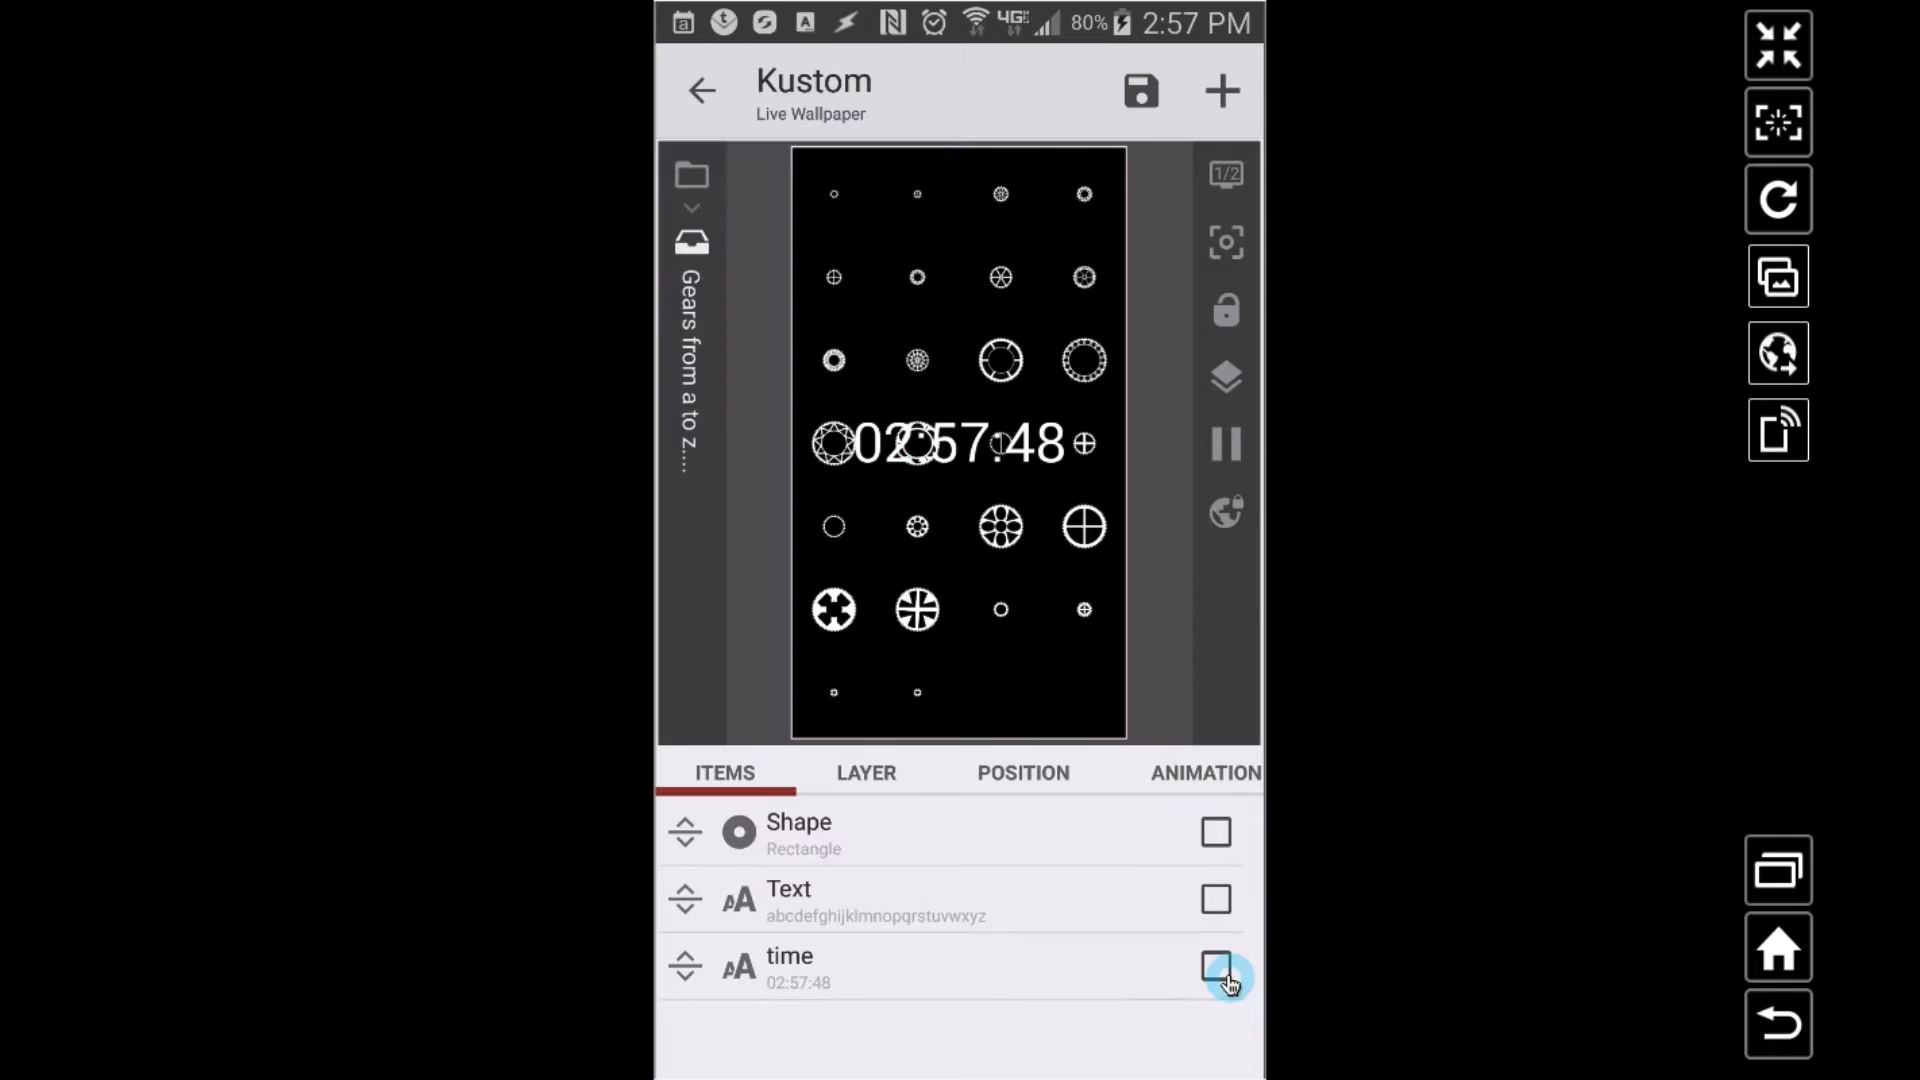 80% 2:57 PM
Kustom
Live Wallpaper
1/2
Gears from a to z....
02:57:48
ITEMS LAYER POSITION ANIMATION
Shape
Rectangle
Text
abcdefghijklmnopqrstuvwxyz
time
02:57:48